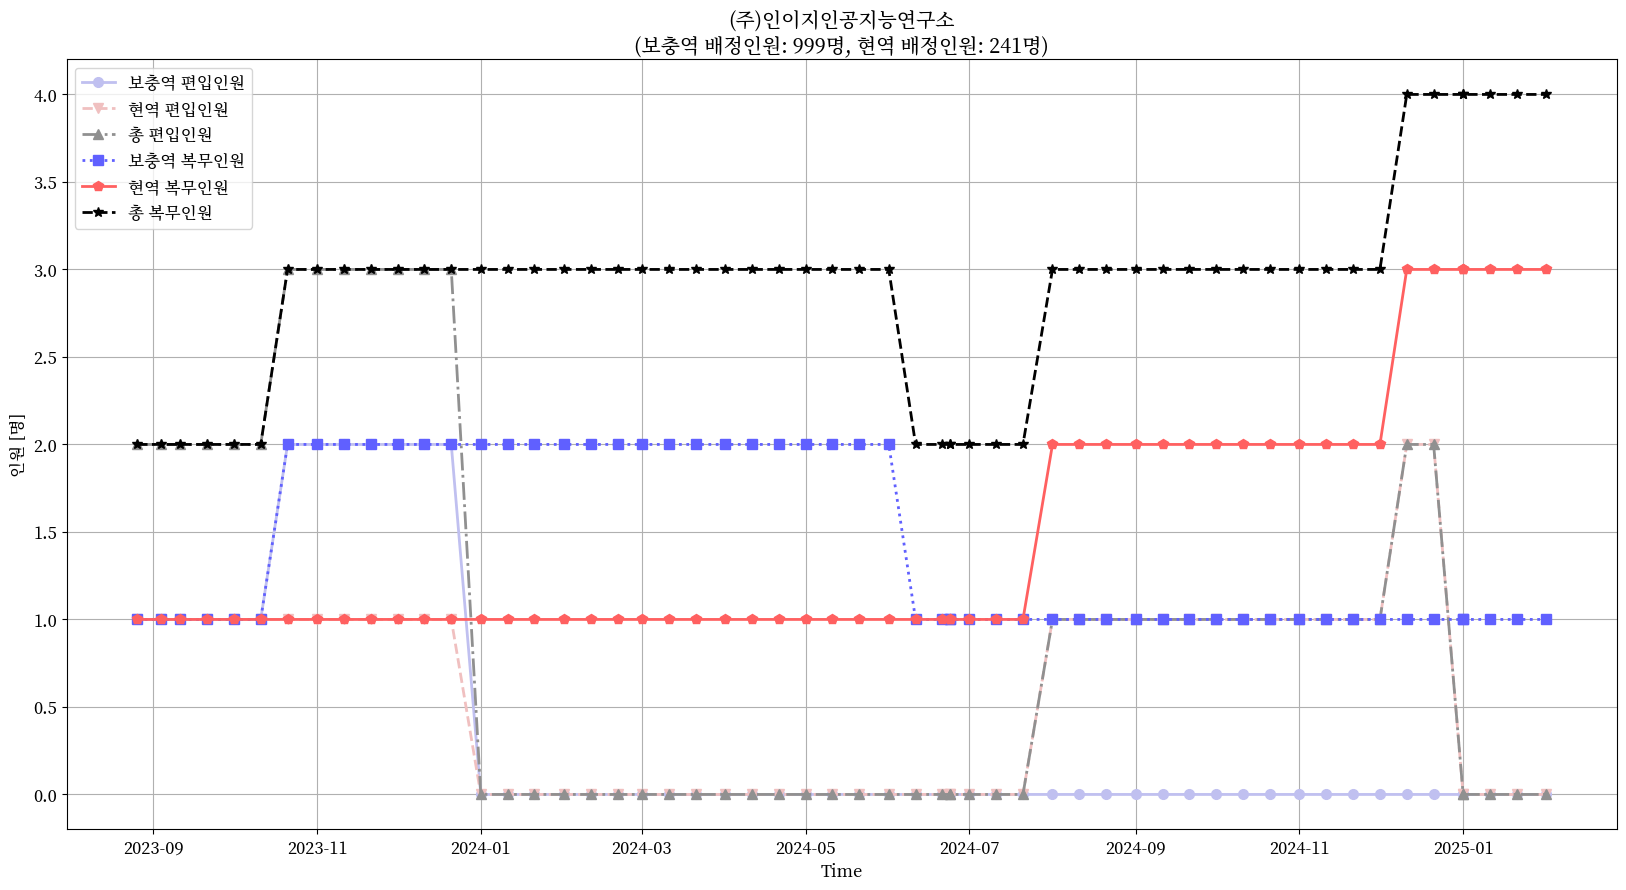 (주)인이지인공지능연구소
(보충역 배정인원: 999명, 현역 배정인원: 241명)
보충역 편입인원
현역 편입인원
총 편입인원
보충역 복무인원
현역 복무인원
총 복무인원
4.0
3.5
3.0
2.5
2.0
1.5
1.0
0.5
0.0
인원 [명]
2023-09 2023-11 2024-01 2024-03 2024-05 2024-07 2024-09 2024-11 2025-01
Time